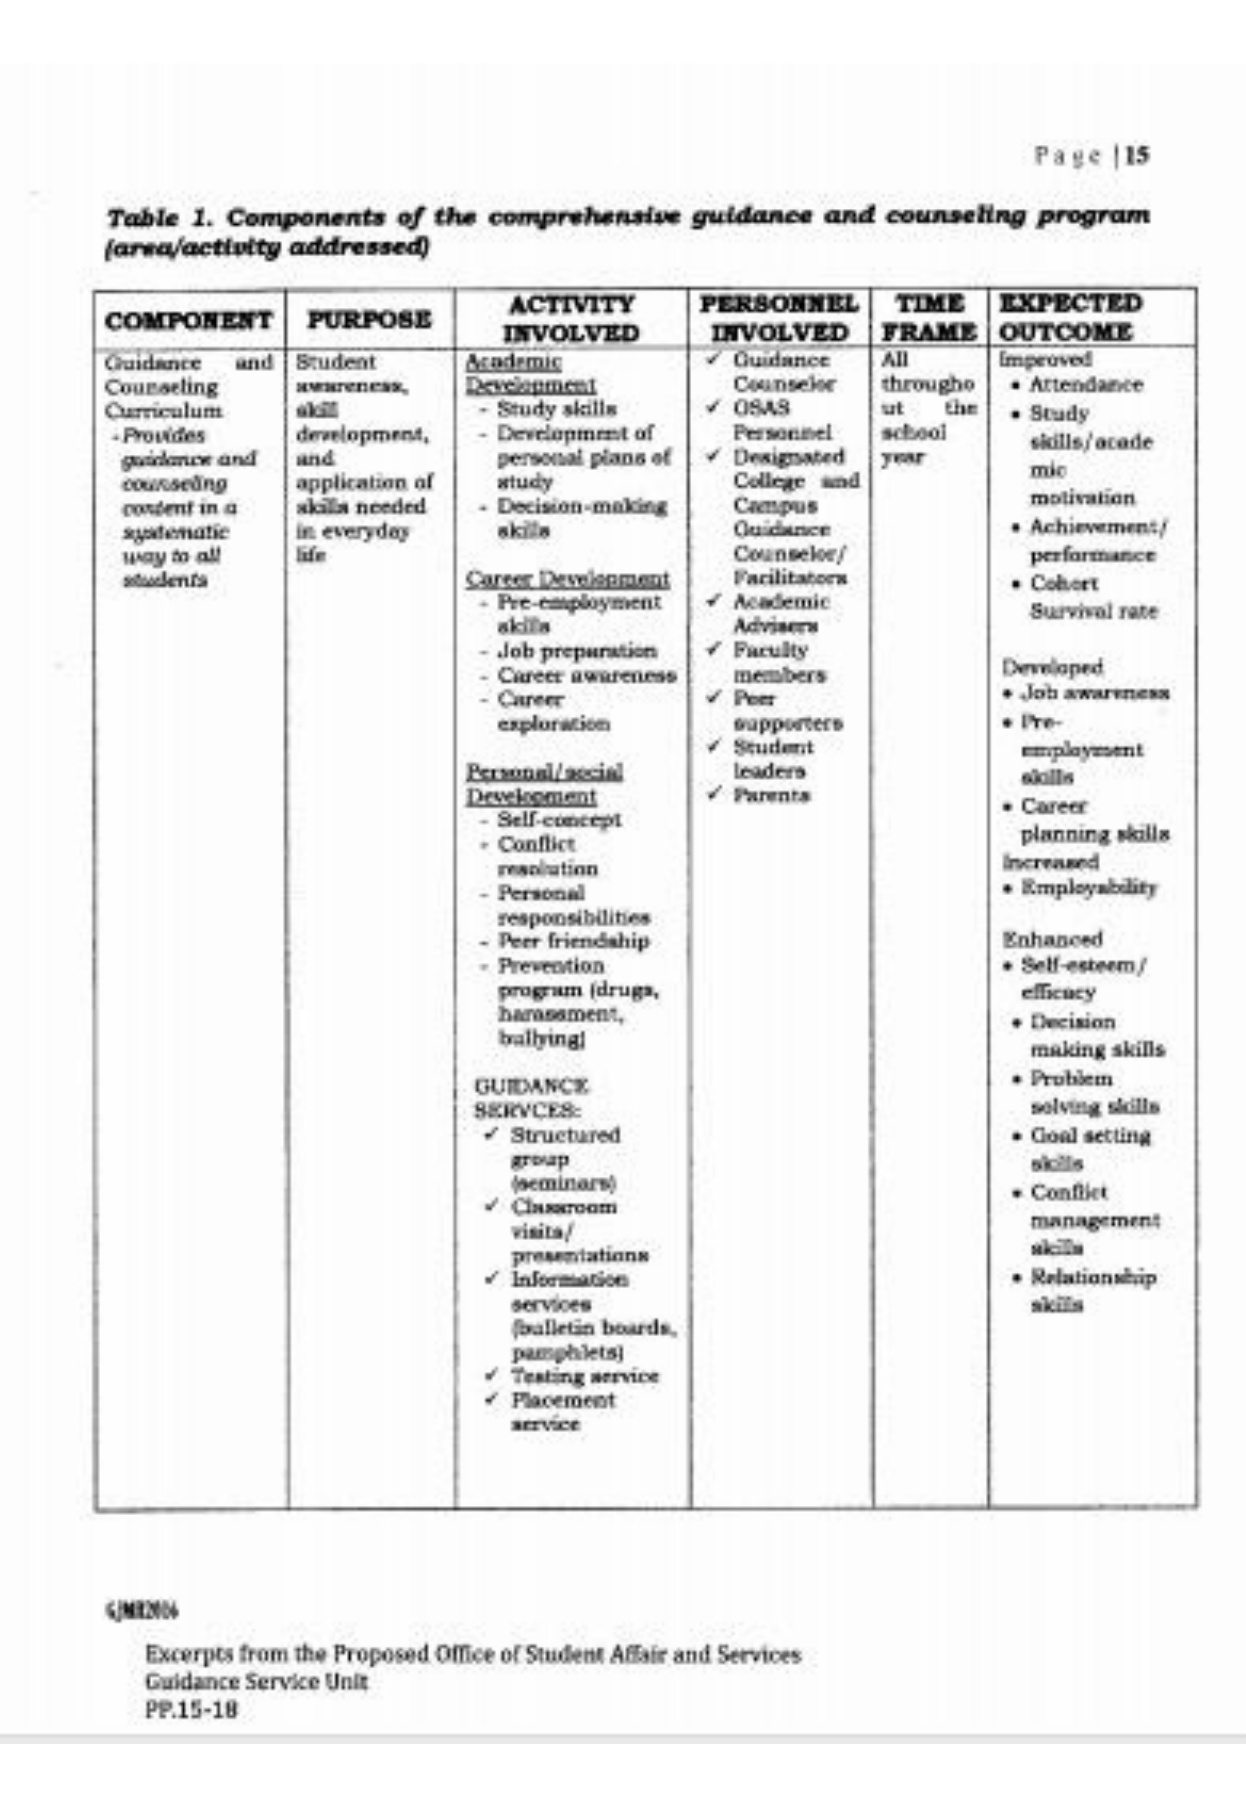 Page |15
Table 1. Components of the comprehensive guidance and counseling program
(area/activity addressed)
COMPONENT
PURPOSE
ACTIVITY
INVOLVED
PERSONNEL
INVOLVED
TIME
FRAME
EXPECTED
OUTCOME
Guidance and
Counseling
Curriculum
-Provides
guidance and
counseling
content in a
systematic
way to all
students
Student
awareness,
skill
development,
and
application of
skills needed
in everyday
life
Academic
Development
- Study skills
- Development of
personal plans of
study
- Decision-making
skills
Career Development
- Pre-employment
skills
- Job preparation
- Career awareness
- Career
exploration
Personal/social
Development
- Self-concept
- Conflict
resolution
- Personal
responsibilities
- Peer friendship
- Prevention
program (drugs,
harassment,
bullying)
GUIDANCE
SERVCES:
✓ Structured
group
(seminars)
✓ Classroom
visits/
presentations
✓ Information
services
(bulletin boards,
pamphlets)
✓ Testing service
✓ Placement
service
✓ Guidance
Counselor
✓ OSAS
Personnel
✓ Designated
College and
Campus
Guidance
Counselor/
Facilitators
✓ Academic
Advisers
✓ Faculty
members
✓ Peer
supporters
✓ Student
leaders
✓ Parents
All
througho
ut the
school
year
Improved
• Attendance
• Study
skills/acade
mic
motivation
• Achievement/
performance
• Cohort
Survival rate
Developed
• Job awareness
• Pre-
employment
skills
• Career
planning skills
Increased
• Employability
Enhanced
• Self-esteem/
efficacy
• Decision
making skills
• Problem
solving skills
• Goal setting
skills
• Conflict
management
skills
• Relationship
skills
Excerpts from the Proposed Office of Student Affair and Services
Guidance Service Unit
PP.15-18